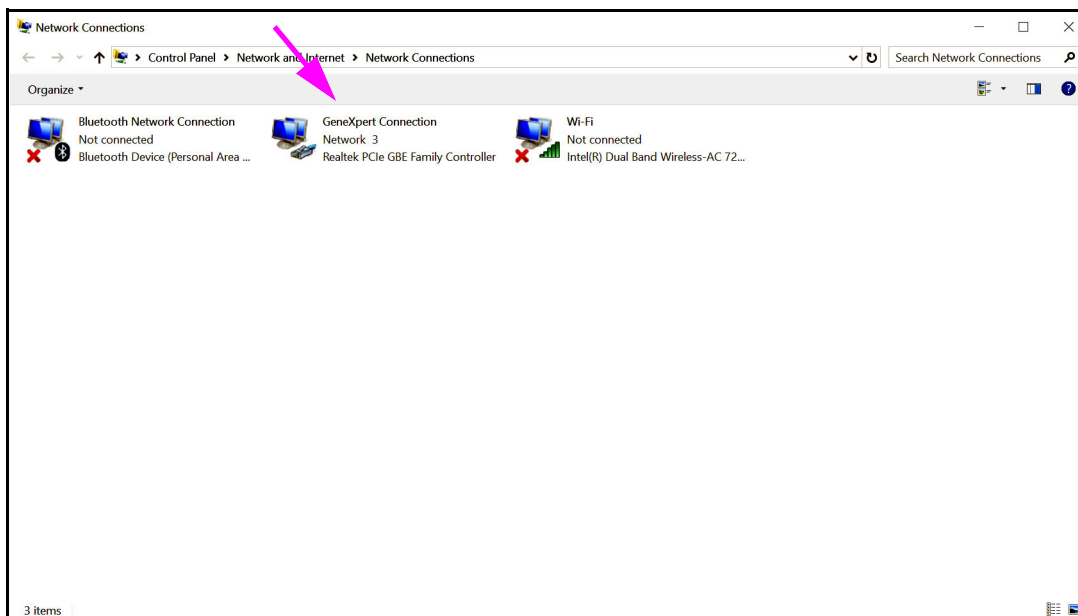 Network Connections
Control Panel > Network and Internet > Network Connections
Search Network Connections
Organize
Bluetooth Network Connection
Not connected
Bluetooth Device (Personal Area ...
GeneXpert Connection
Network 3
Realtek PCIe GBE Family Controller
Wi-Fi
Not connected
Intel(R) Dual Band Wireless-AC 72...
3 items